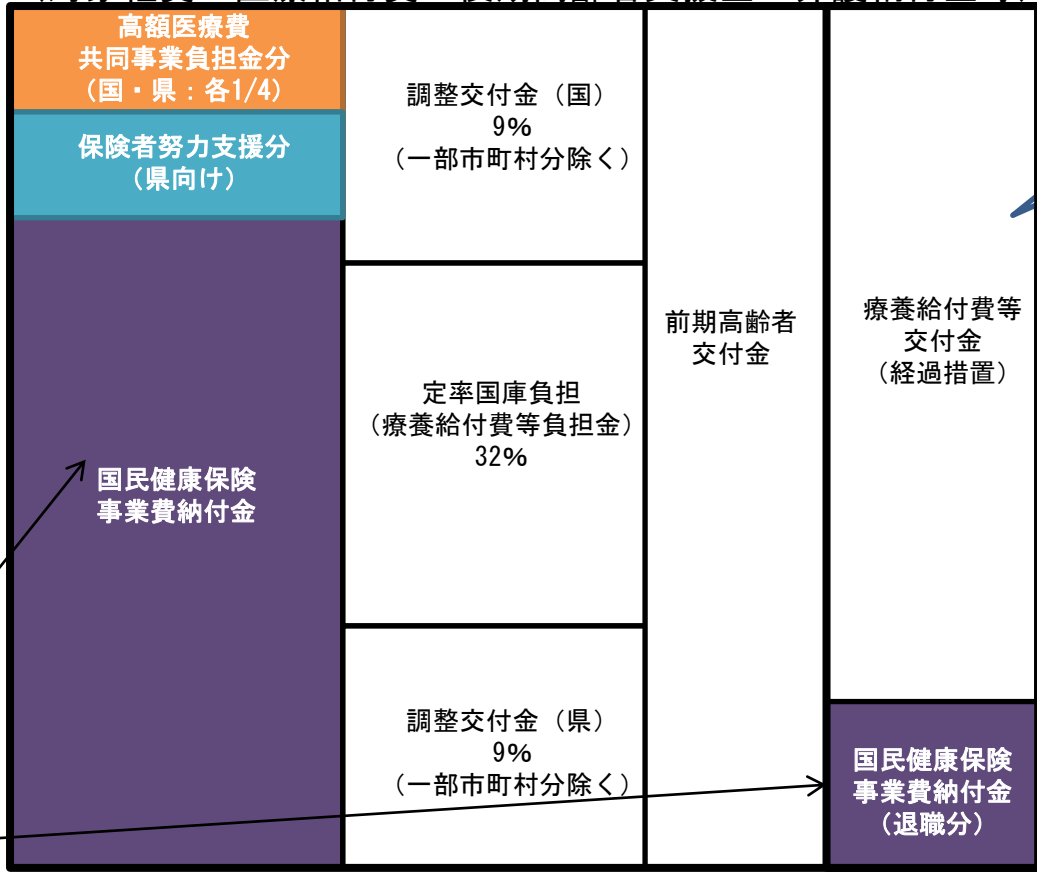 高額医療費
共同事業負担金分
（国・県：各1/4）
保険者努力支援分
（県向け）
国民健康保険
事業費納付金
調整交付金（国）
9%
（一部市町村分除く）
定率国庫負担
（療養給付費等負担金）
32%
調整交付金（県）
9%
（一部市町村分除く）
前期高齢者
交付金
療養給付費等
交付金
（経過措置）
国民健康保険
事業費納付金
（退職分）